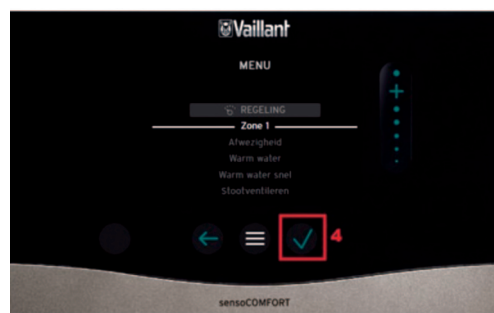 Vaillant
MENU
REGELING
Zone 1
Afwezigheid
Warm water
Warm water snel
Stootventileren
4
sensoCOMFORT